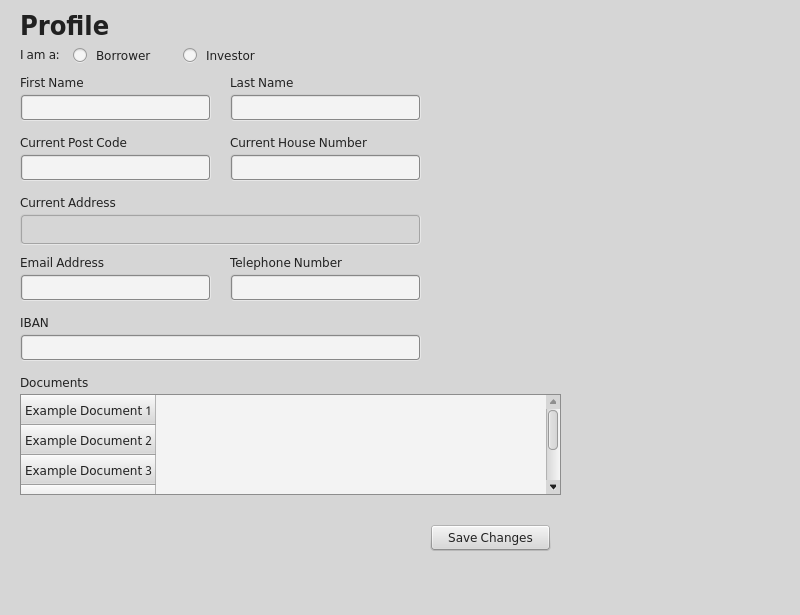 Profile
I am a: Borrower Investor
First Name Last Name
Current Post Code Current House Number
Current Address
Email Address Telephone Number
IBAN
Documents
Example Document 1
Example Document 2
Example Document 3
Save Changes